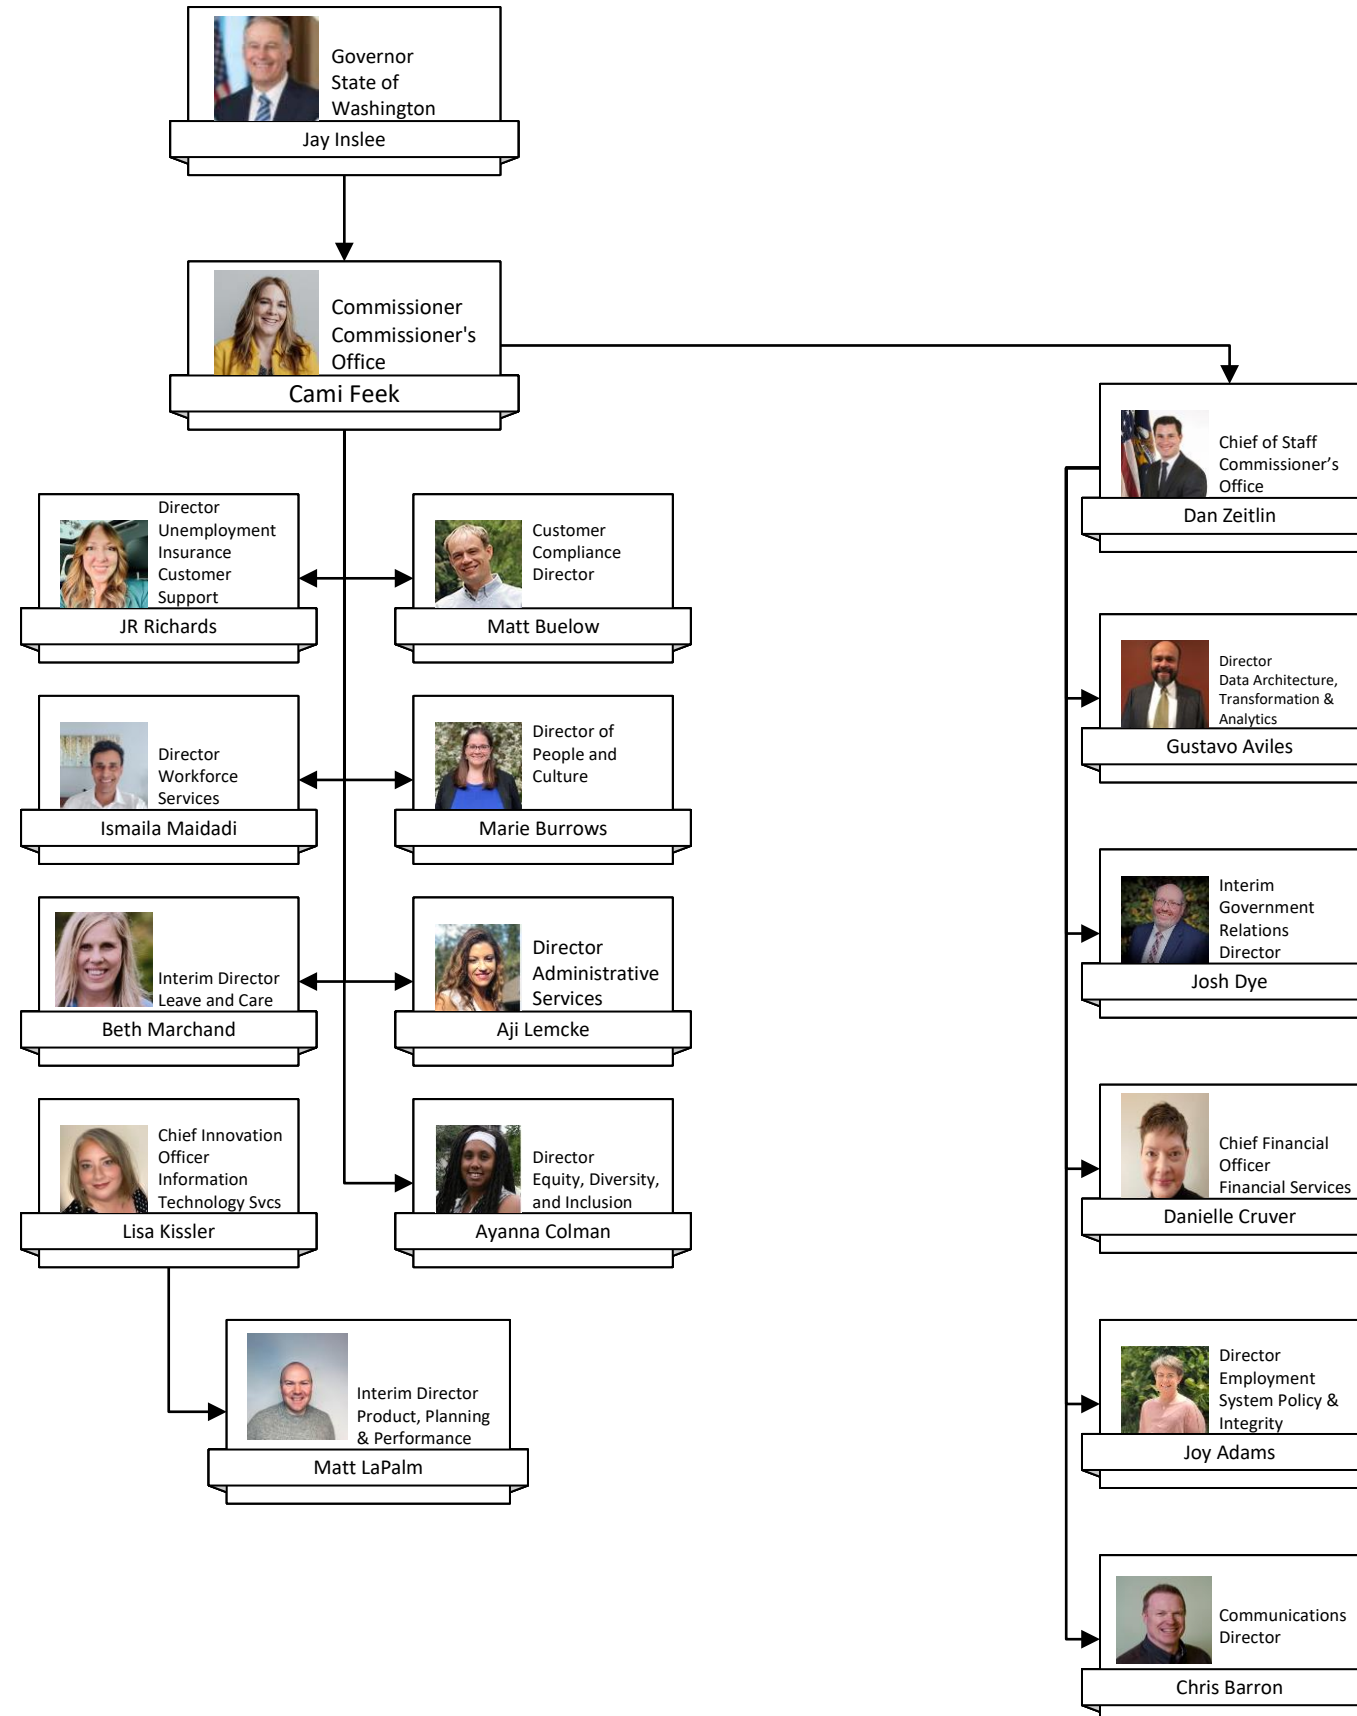 Governor
State of
Washington
Jay Inslee
Commissioner
Commissioner's
Office
Cami Feek
Chief of Staff
Commissioner’s
Office
Dan Zeitlin
Director
Unemployment
Insurance
Customer
Support
JR Richards
Customer
Compliance
Director
Matt Buelow
Director
Data Architecture,
Transformation &
Analytics
Gustavo Aviles
Director
Workforce
Services
Ismaila Maidadi
Director of
People and
Culture
Marie Burrows
Interim
Government
Relations
Director
Josh Dye
Interim Director
Leave and Care
Beth Marchand
Director
Administrative
Services
Aji Lemcke
Chief Innovation
Officer
Information
Technology Svcs
Lisa Kissler
Director
Equity, Diversity,
and Inclusion
Ayanna Colman
Chief Financial
Officer
Financial Services
Danielle Cruver
Interim Director
Product, Planning
& Performance
Matt LaPalm
Director
Employment
System Policy &
Integrity
Joy Adams
Communications
Director
Chris Barron